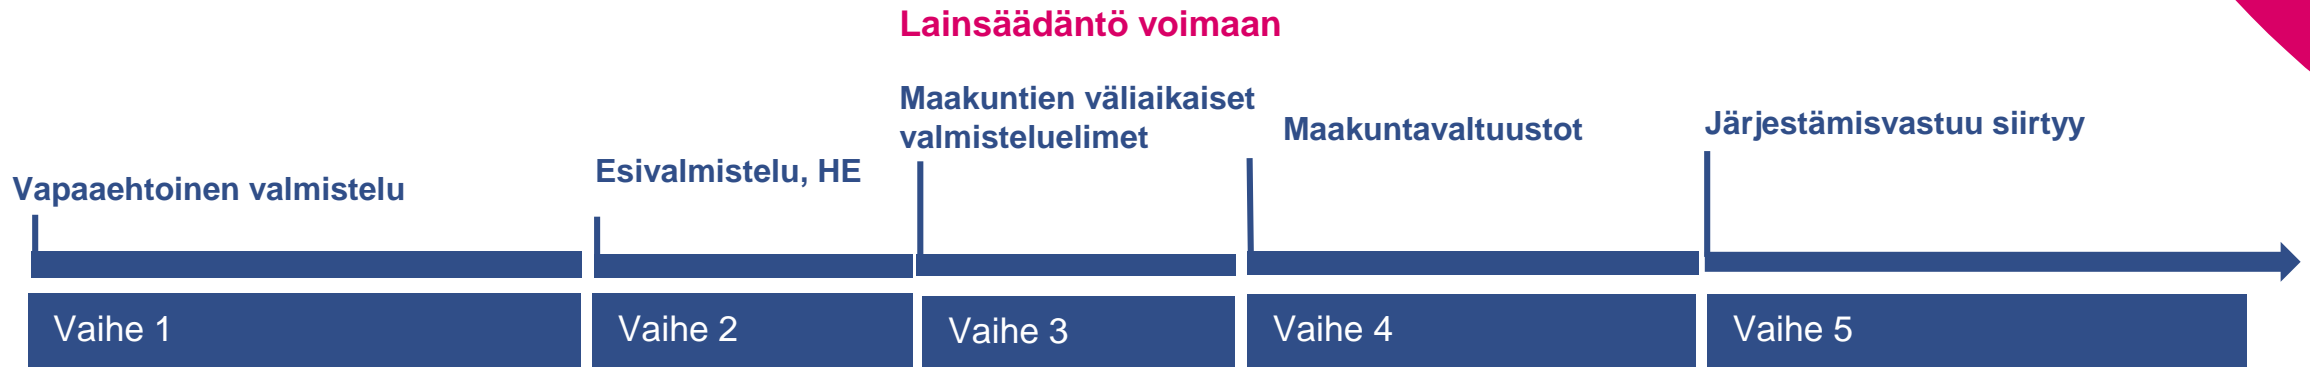 Lainsäädäntö voimaan
Maakuntien väliaikaiset
valmisteluelimet
Maakuntavaltuustot
Järjestämisvastuu siirtyy
Esivalmistelu, HE
Vapaaehtoinen valmistelu
Vaihe 1
Vaihe 2
Vaihe 3
Vaihe 4
Vaihe 5